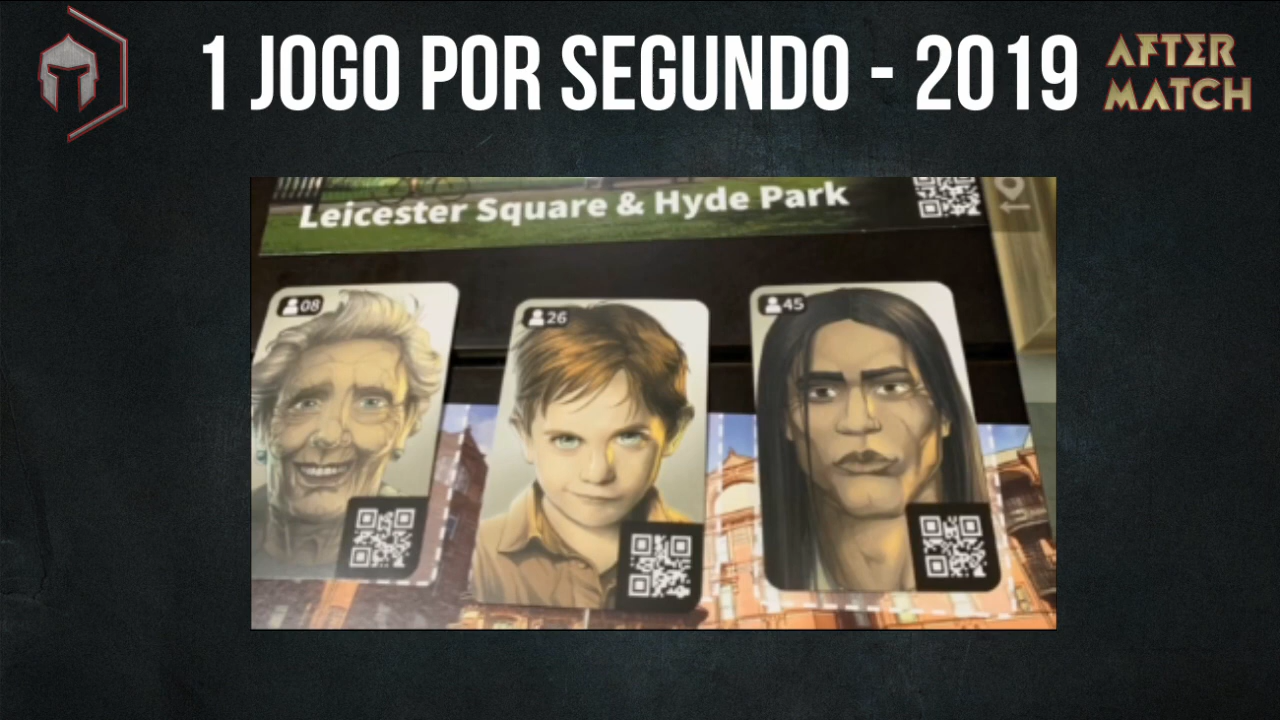 1 JOGO POR SEGUNDO - 2019
AFTER
MATCH
Leicester Square & Hyde Park
08
26
45